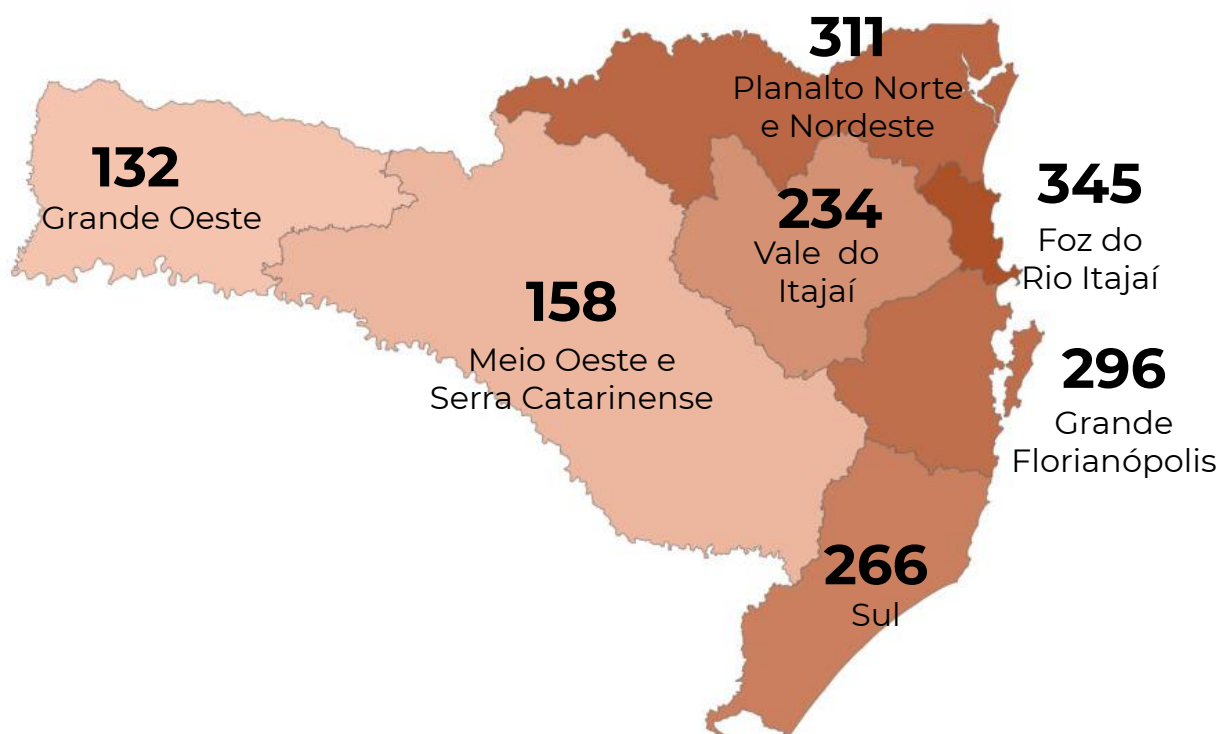 311
Planalto Norte
e Nordeste
132
Grande Oeste
234
Vale do
Itajaí
345
Foz do
Rio Itajaí
158
Meio Oeste e
Serra Catarinense
296
Grande
Florianópolis
266
Sul